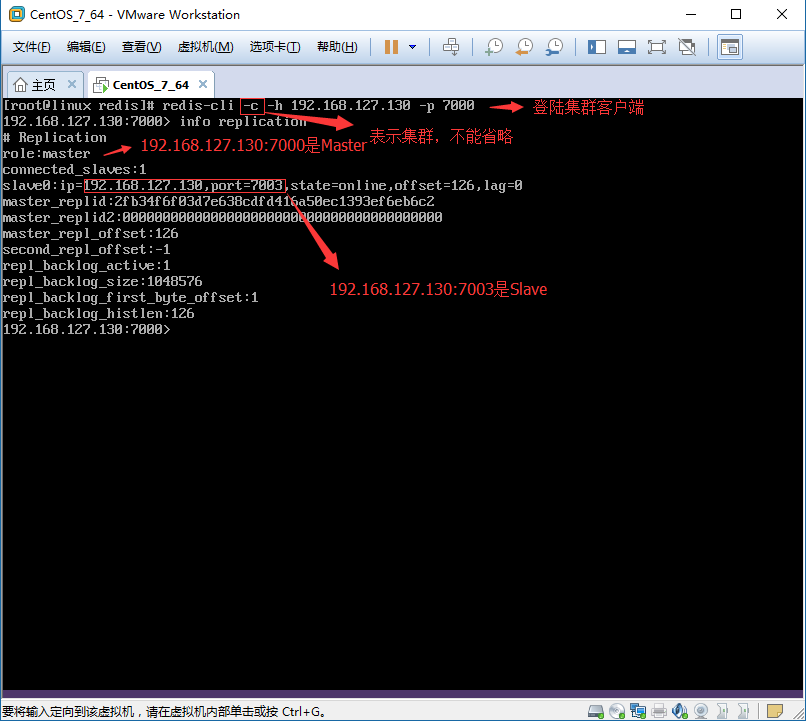 CentOS_7_64 - VMware Workstation
文件(F) 编辑(E) 查看(V) 虚拟机(M) 选项卡(T) 帮助(H)
主页 CentOS_7_64
[root@linux redis]# redis-cli -c -h 192.168.127.130 -p 7000 登陆集群客户端
192.168.127.130:7000> info replication
表示集群，不能省略
# Replication
role:master 192.168.127.130:7000是Master
connected_slaves:1
slave0:ip=192.168.127.130,port=7003,state=online,offset=126,lag=0
master_replid:2fb34f6f03d7e638cdfd416a50ec1393ef6eb6c2
master_replid2:0000000000000000000000000000000000000000
master_repl_offset:126
second_repl_offset:-1
repl_backlog_active:1
repl_backlog_size:1048576
192.168.127.130:7003是Slave
repl_backlog_first_byte_offset:1
repl_backlog_histlen:126
192.168.127.130:7000>
要将输入定向到该虚拟机，请在虚拟机内部单击或按 Ctrl+G。